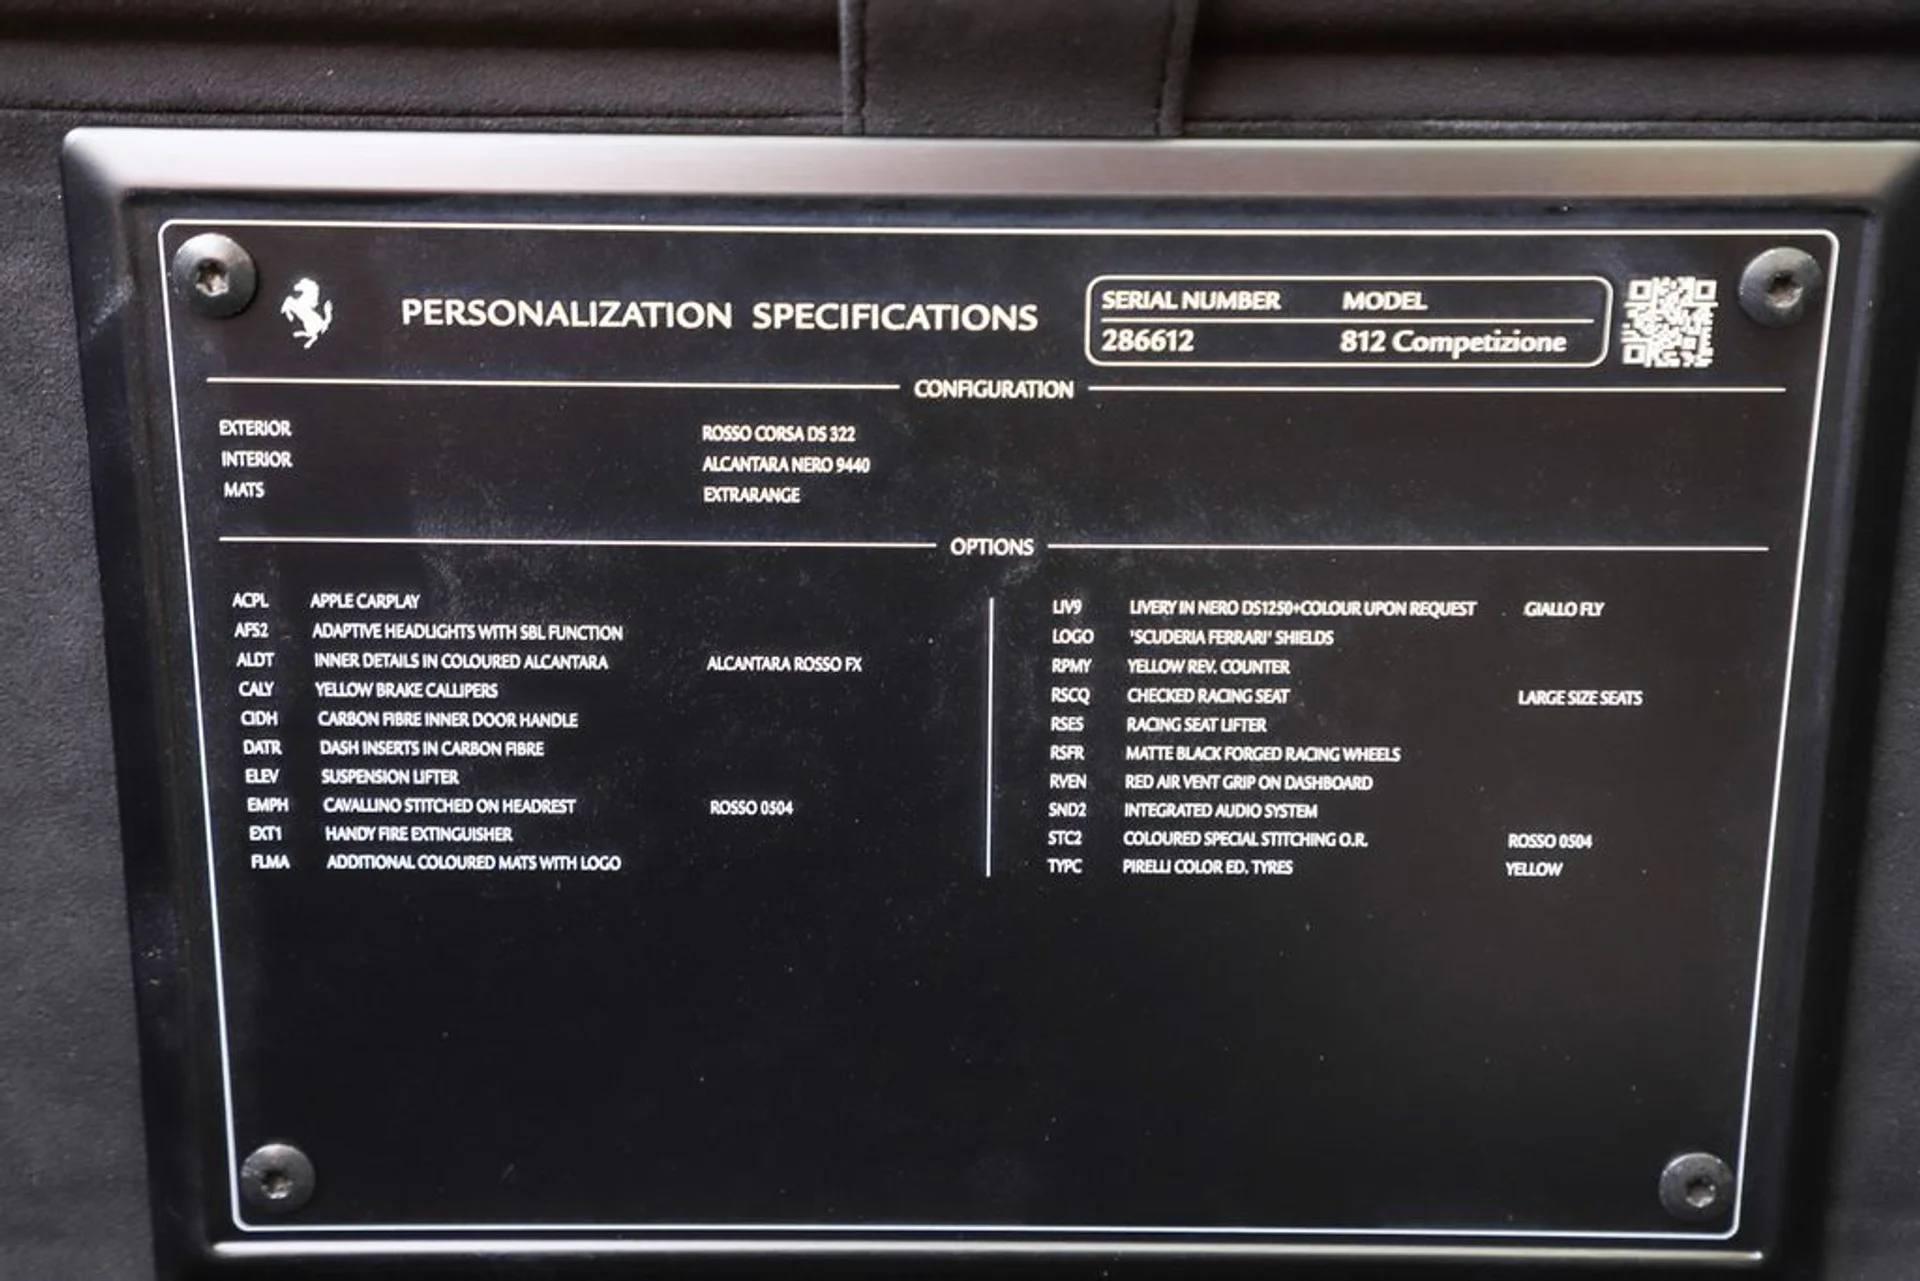 PERSONALIZATION SPECIFICATIONS
SERIAL NUMBER MODEL
286612 812 Competizione
CONFIGURATION
EXTERIOR ROSSO CORSA DS 322
INTERIOR ALCANTARA NERO 9440
MATS EXTRARANGE
OPTIONS
ACPL APPLE CARPLAY
AFS2 ADAPTIVE HEADLIGHTS WITH SBL FUNCTION
ALDT INNER DETAILS IN COLOURED ALCANTARA ALCANTARA ROSSO FX
CALY YELLOW BRAKE CALLIPERS
CIDH CARBON FIBRE INNER DOOR HANDLE
DATR DASH INSERTS IN CARBON FIBRE
ELEV SUSPENSION LIFTER
EMPH CAVALLINO STITCHED ON HEADREST ROSSO 0504
EXT1 HANDY FIRE EXTINGUISHER
FLMA ADDITIONAL COLOURED MATS WITH LOGO
LIV9 LIVERY IN NERO DS1250+COLOUR UPON REQUEST GIALLO FLY
LOGO 'SCUDERIA FERRARI' SHIELDS
RPMY YELLOW REV. COUNTER
RSCQ CHECKED RACING SEAT LARGE SIZE SEATS
RSES RACING SEAT LIFTER
RSFR MATTE BLACK FORGED RACING WHEELS
RVEN RED AIR VENT GRIP ON DASHBOARD
SND2 INTEGRATED AUDIO SYSTEM
STC2 COLOURED SPECIAL STITCHING O.R. ROSSO 0504
TYPC PIRELLI COLOR ED. TYRES YELLOW